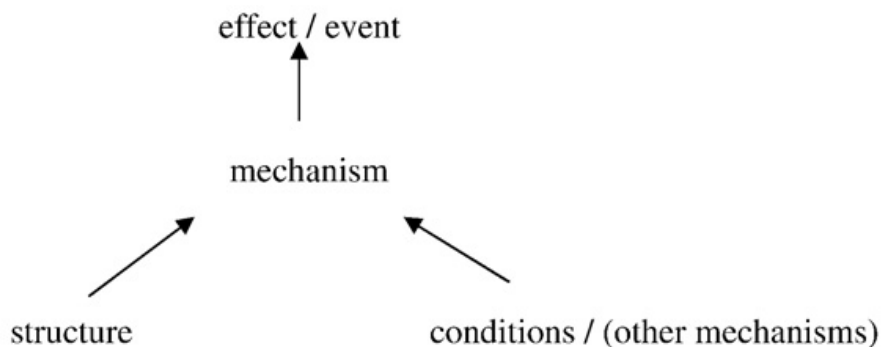 effect / event
mechanism
structure
conditions / (other mechanisms)